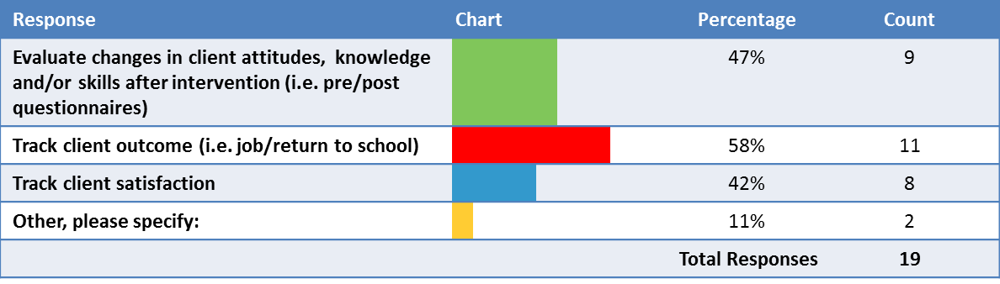 Response Chart Percentage Count
Evaluate changes in client attitudes, knowledge 47% 9
and/or skills after intervention (i.e. pre/post
questionnaires)
Track client outcome (i.e. job/return to school) 58% 11
Track client satisfaction 42% 8
Other, please specify: 11% 2
Total Responses 19